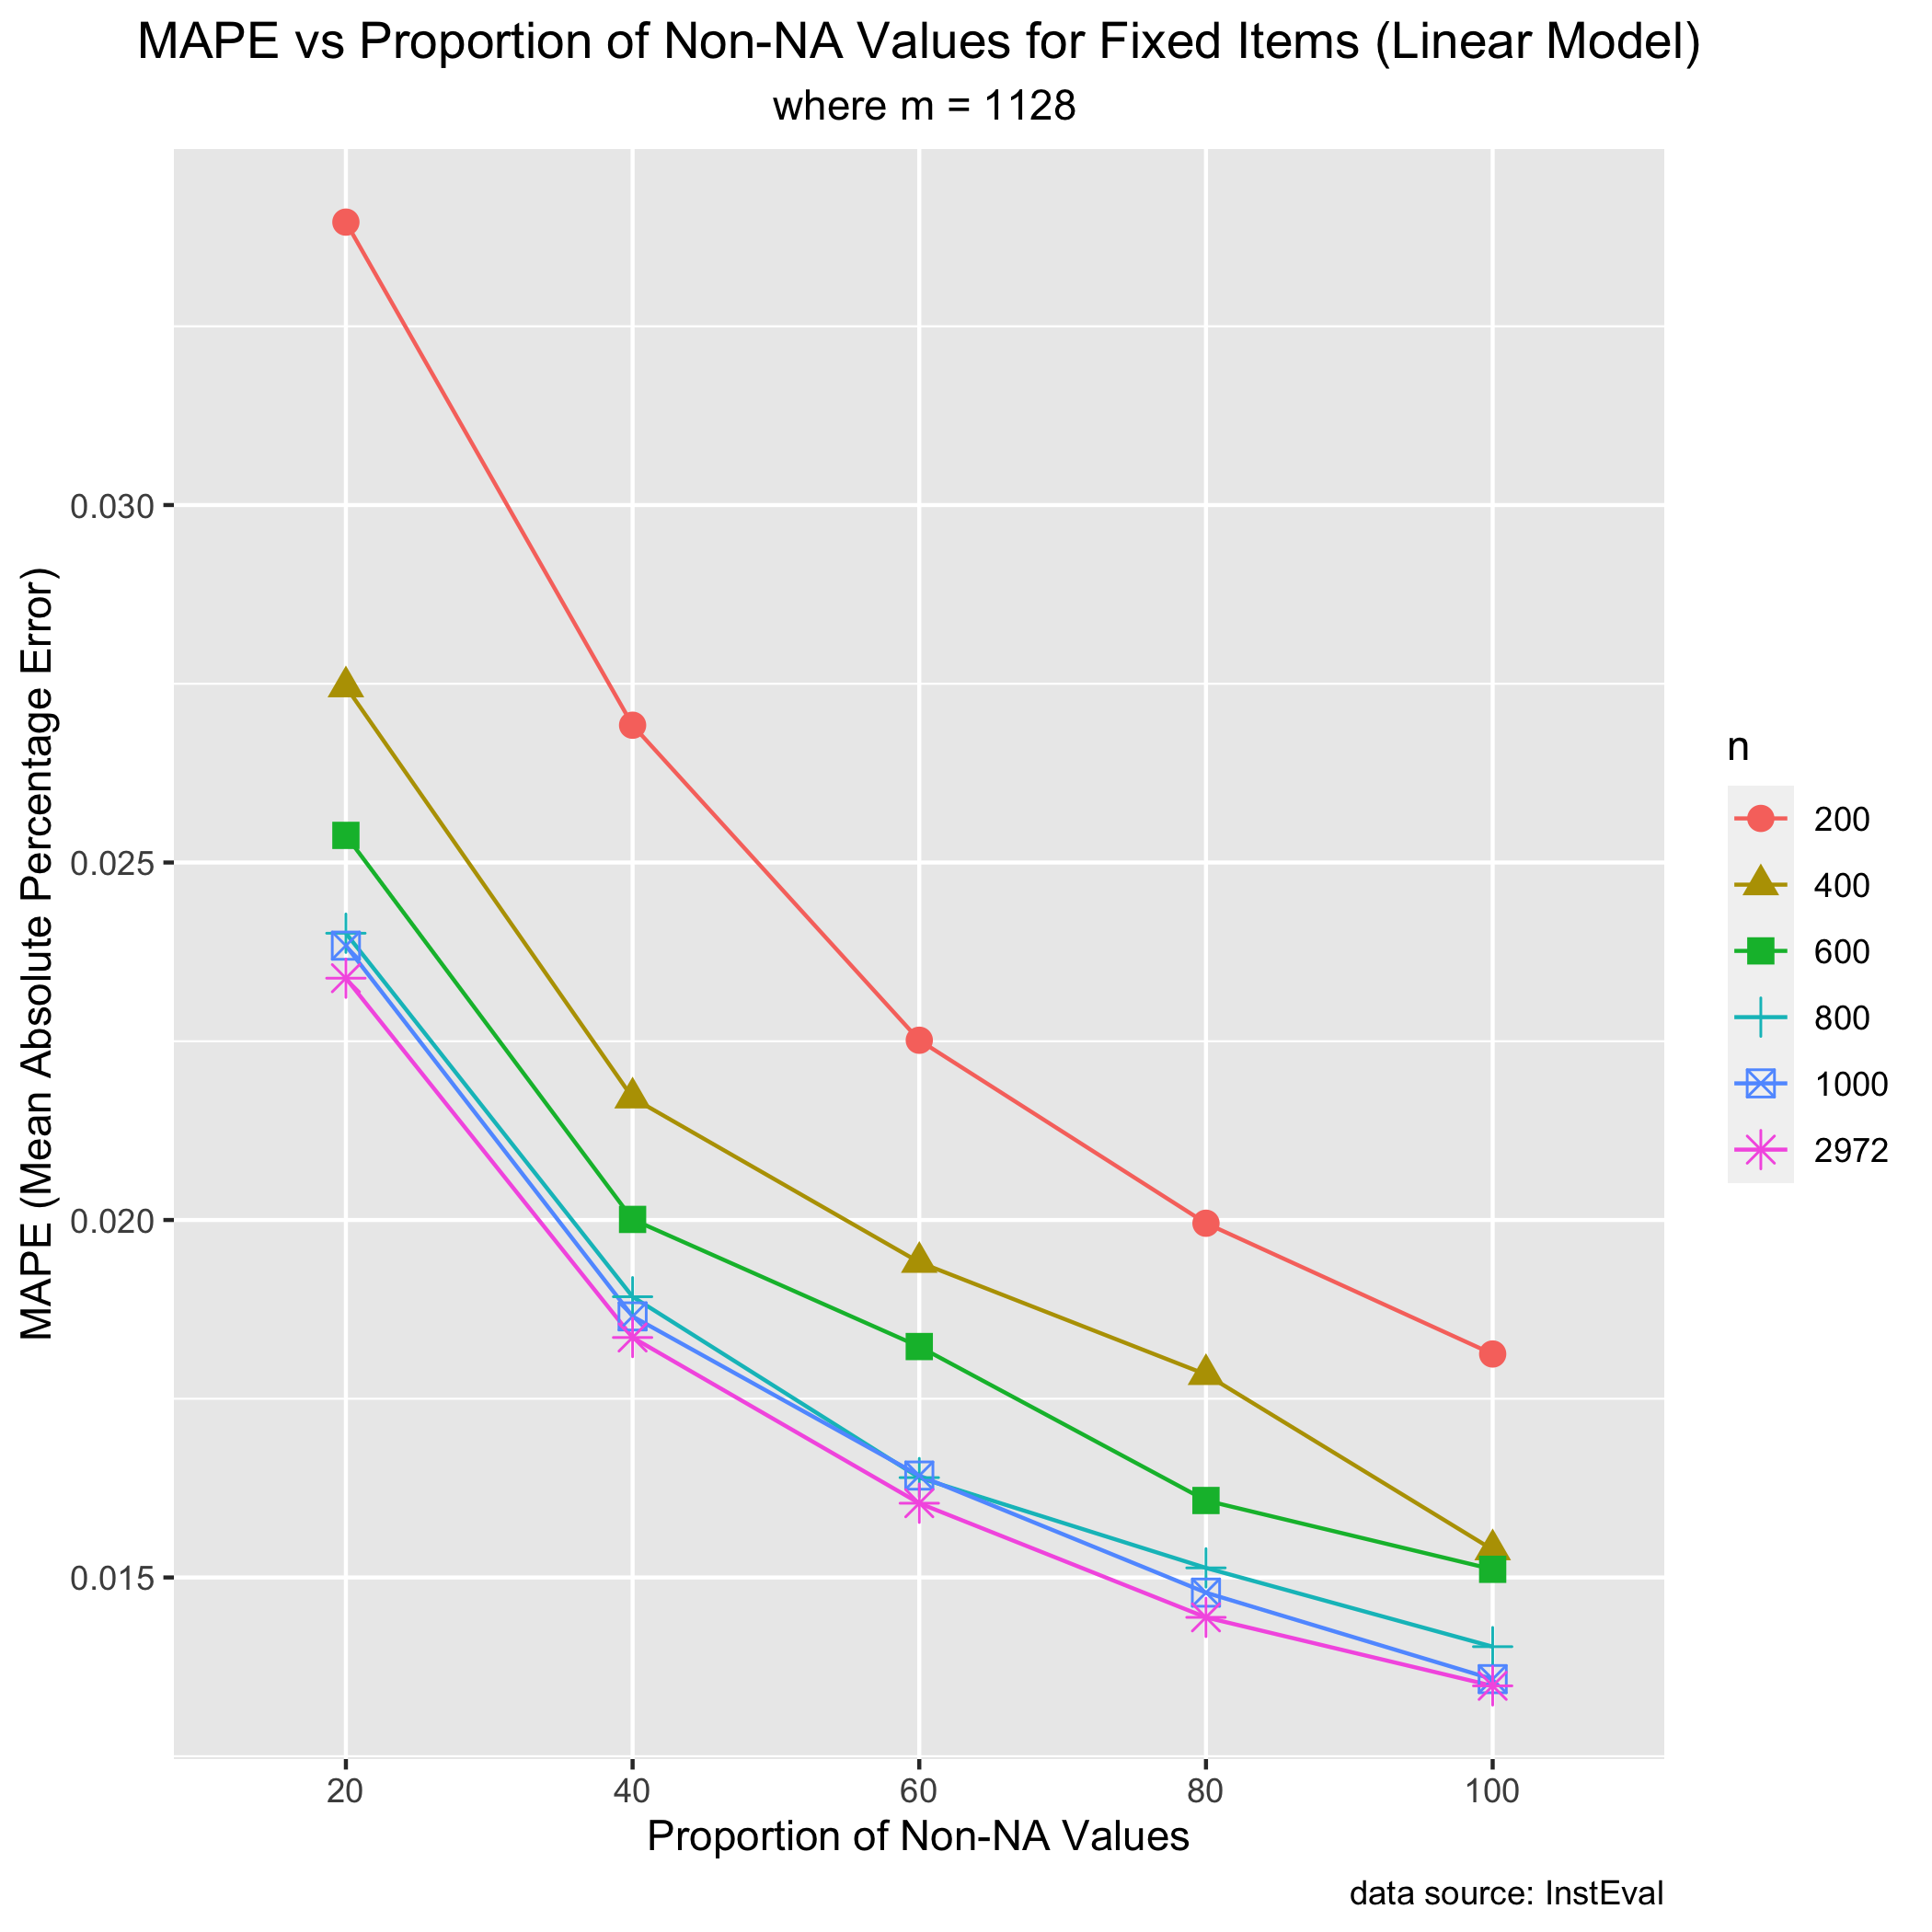 MAPE vs Proportion of Non-NA Values for Fixed Items (Linear Model)
where m = 1128
MAPE (Mean Absolute Percentage Error)
0.030
0.025
0.020
0.015
20 40 60 80 100
Proportion of Non-NA Values
n
200
400
600
800
1000
2972
data source: InstEval